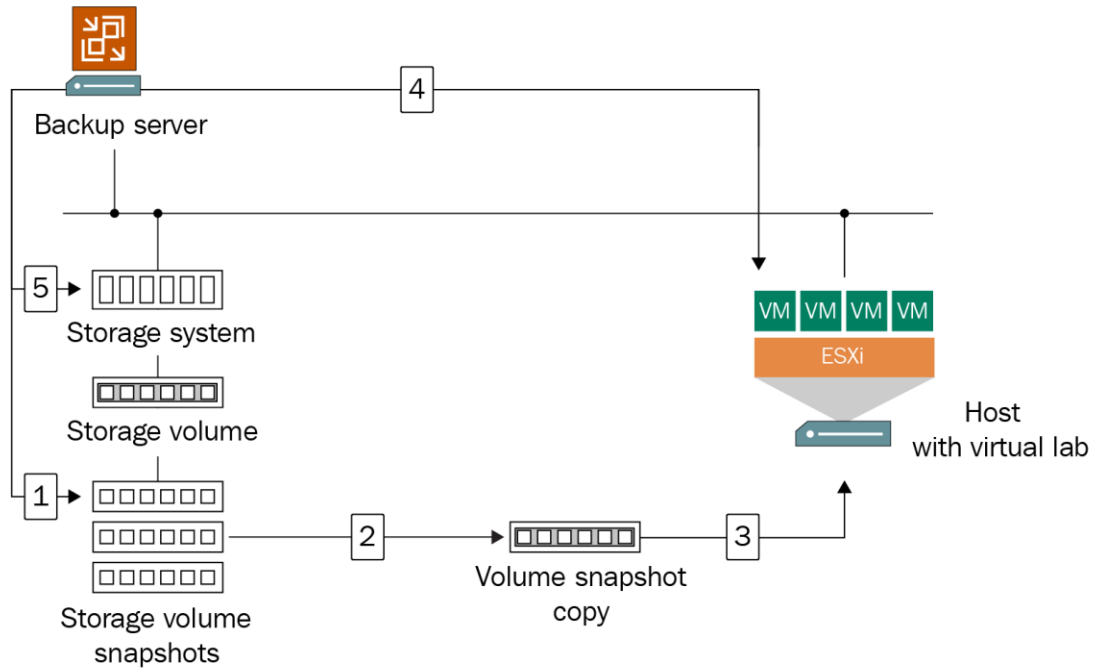 4
Backup server
5
Storage system
VM VM VM VM
ESXi
Storage volume
Host
with virtual lab
1
2
3
Volume snapshot
copy
Storage volume
snapshots